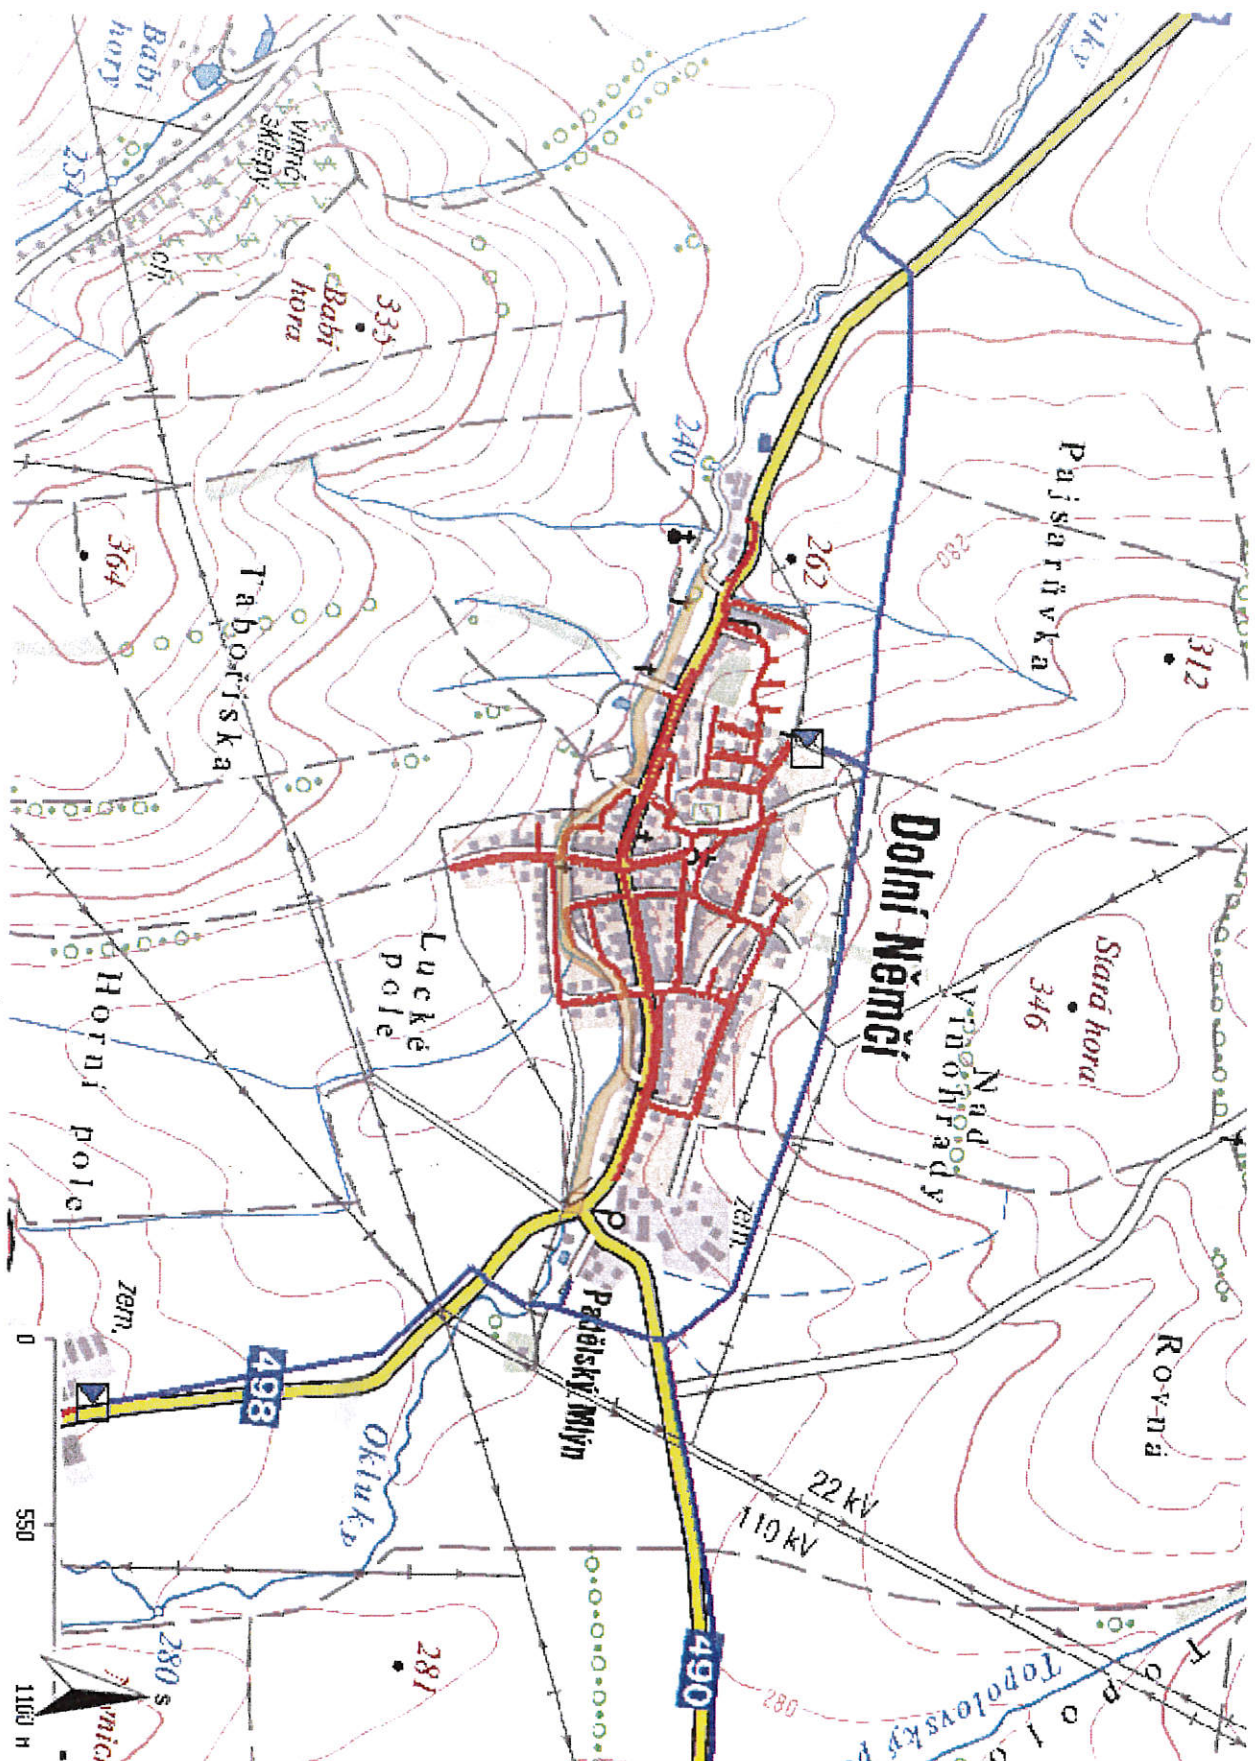 Babí
hory
254
vinné
sklepy
ch.
335
Babí
hora
364
Tabořiska
240
262
280
Pajsarůvka
312
Dolní Němčí
Stará hora
346
Nad
Vinohrady
Lucké
pole
Horní pole
zem.
zem.
Padělský Mlýn
Rovná
22 kV
110 kV
498
490
281
280
280
Topolovský p
0
550
1100 m
s